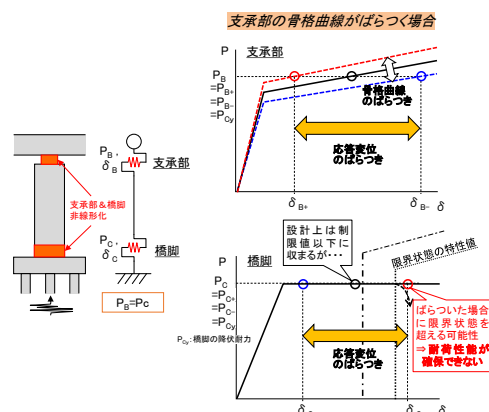 支承部の骨格曲線がばらつく場合
P
支承部
P_B
=P_B+
=P_B-
=P_Cy
骨格曲線
のばらつき
応答変位
のばらつき
δ_B+
δ_B-
δ
P_B,
δ_B
支承部
支承部&橋脚
非線形化
P_C,
δ_C
橋脚
P_B=Pc
設計上は制
限値以下に
収まるが・・・
限界状態の特性値
P
橋脚
P_C
=P_C+
=P_C-
=P_Cy
P_Cy:橋脚の降伏耐力
応答変位
のばらつき
ばらついた場合
に限界状態を
超える可能性
⇒耐荷性能が
確保できない